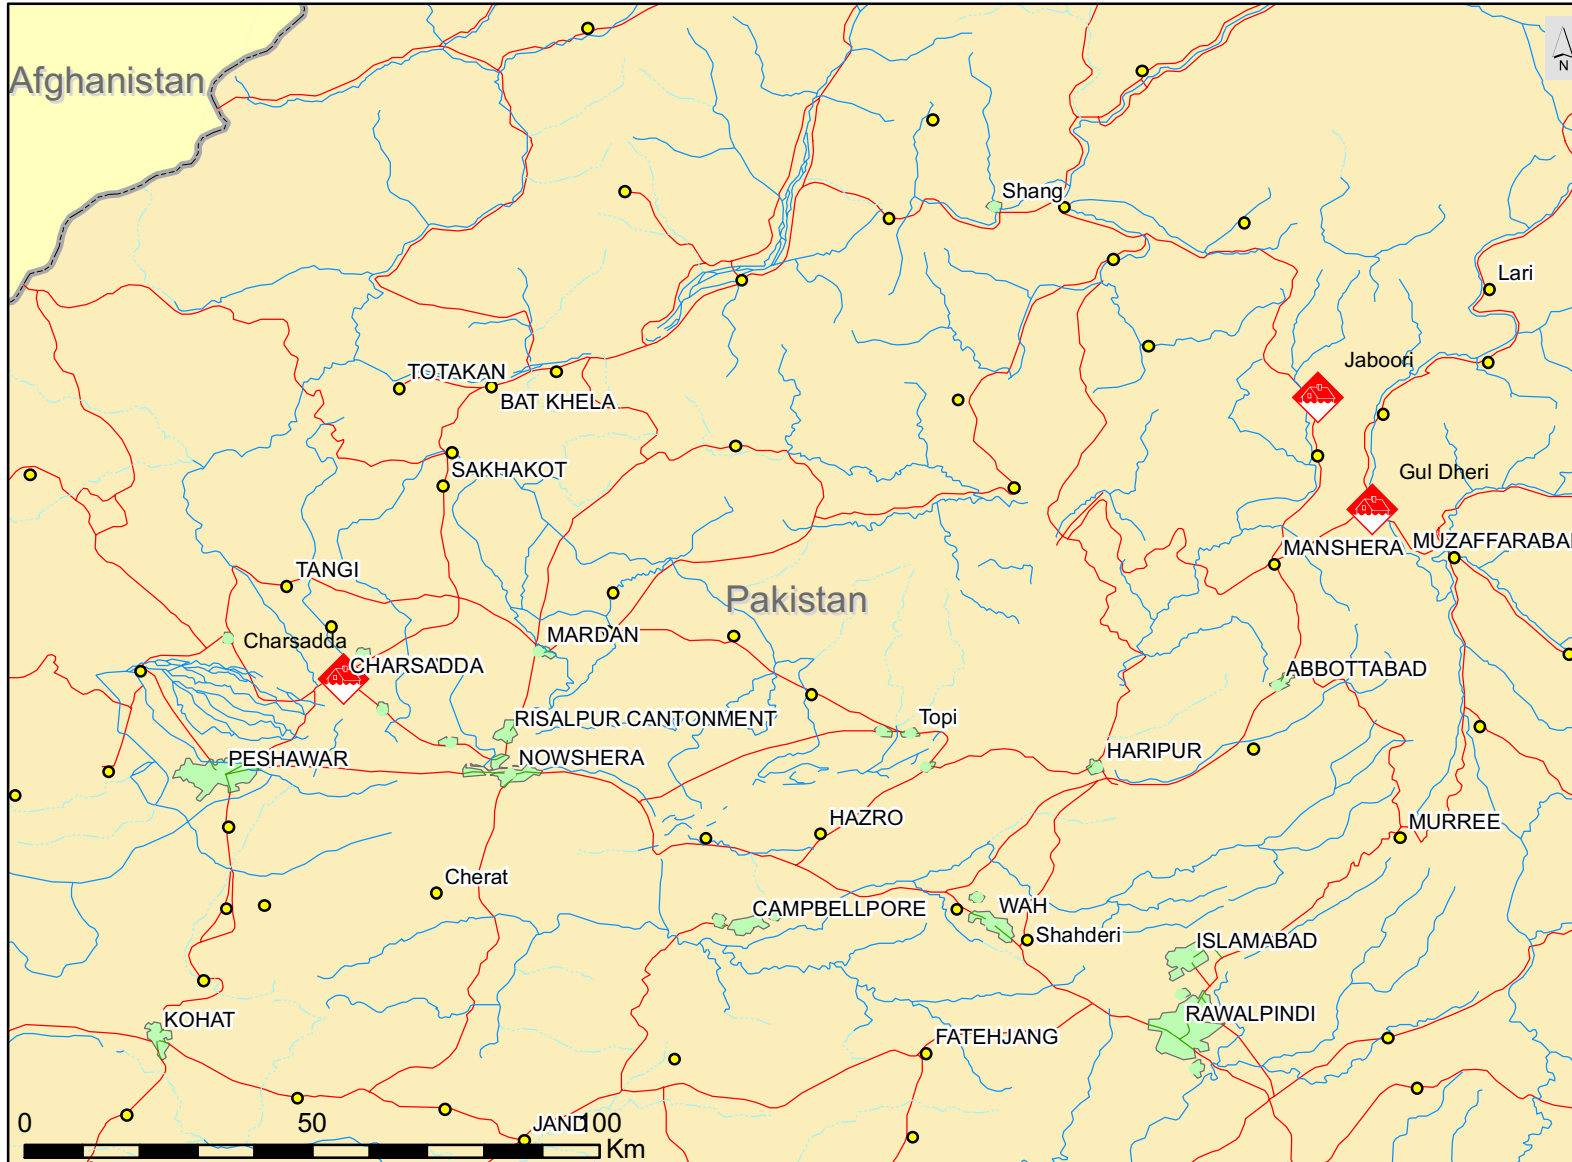 Afghanistan
N
Shang
Lari
Jaboori
TOTAKAN
BAT KHELA
SAKHAKOT
Gul Dheri
MANSHERA
TANGI
Pakistan
Charsadda
MARDAN
CHARSADDA
ABBOTTABAD
RISALPUR CANTONMENT
Topi
PESHAWAR
NOWSHERA
HARIPUR
HAZRO
MURREE
Cherat
CAMPBELLPORE
WAH
Shahderi
ISLAMABAD
KOHAT
RAWALPINDI
FATEHJANG
JAND
0 50 100
Km